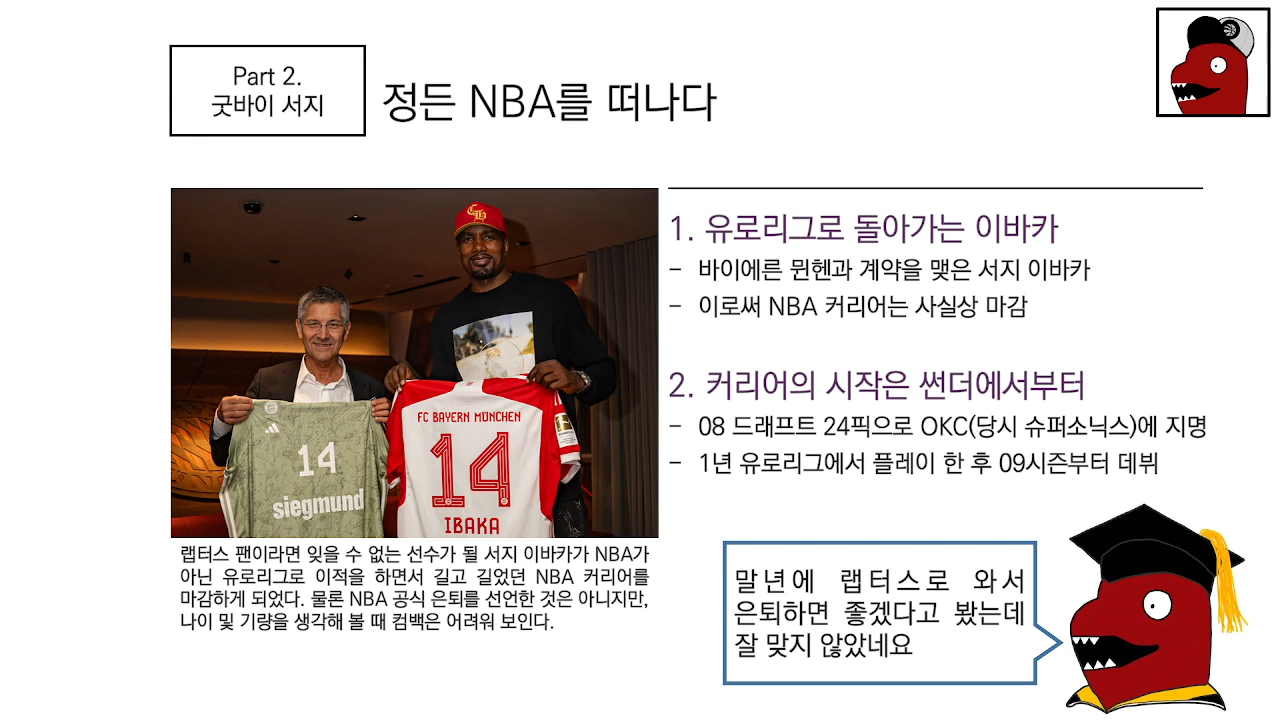 Part 2.
굿바이 서지
정든 NBA를 떠나다
1. 유로리그로 돌아가는 이바카
- 바이에른 뮌헨과 계약을 맺은 서지 이바카
- 이로써 NBA 커리어는 사실상 마감
2. 커리어의 시작은 썬더에서부터
- 08 드래프트 24픽으로 OKC(당시 슈퍼소닉스)에 지명
- 1년 유로리그에서 플레이 한 후 09시즌부터 데뷔
14
siegmund
FC BAYERN MÜNCHEN
14
IBAKA
랩터스 팬이라면 잊을 수 없는 선수가 될 서지 이바카가 NBA가
아닌 유로리그로 이적을 하면서 길고 길었던 NBA 커리어를
마감하게 되었다. 물론 NBA 공식 은퇴를 선언한 것은 아니지만,
나이 및 기량을 생각해 볼 때 컴백은 어려워 보인다.
말년에 랩터스로 와서
은퇴하면 좋겠다고 봤는데
잘 맞지 않았네요